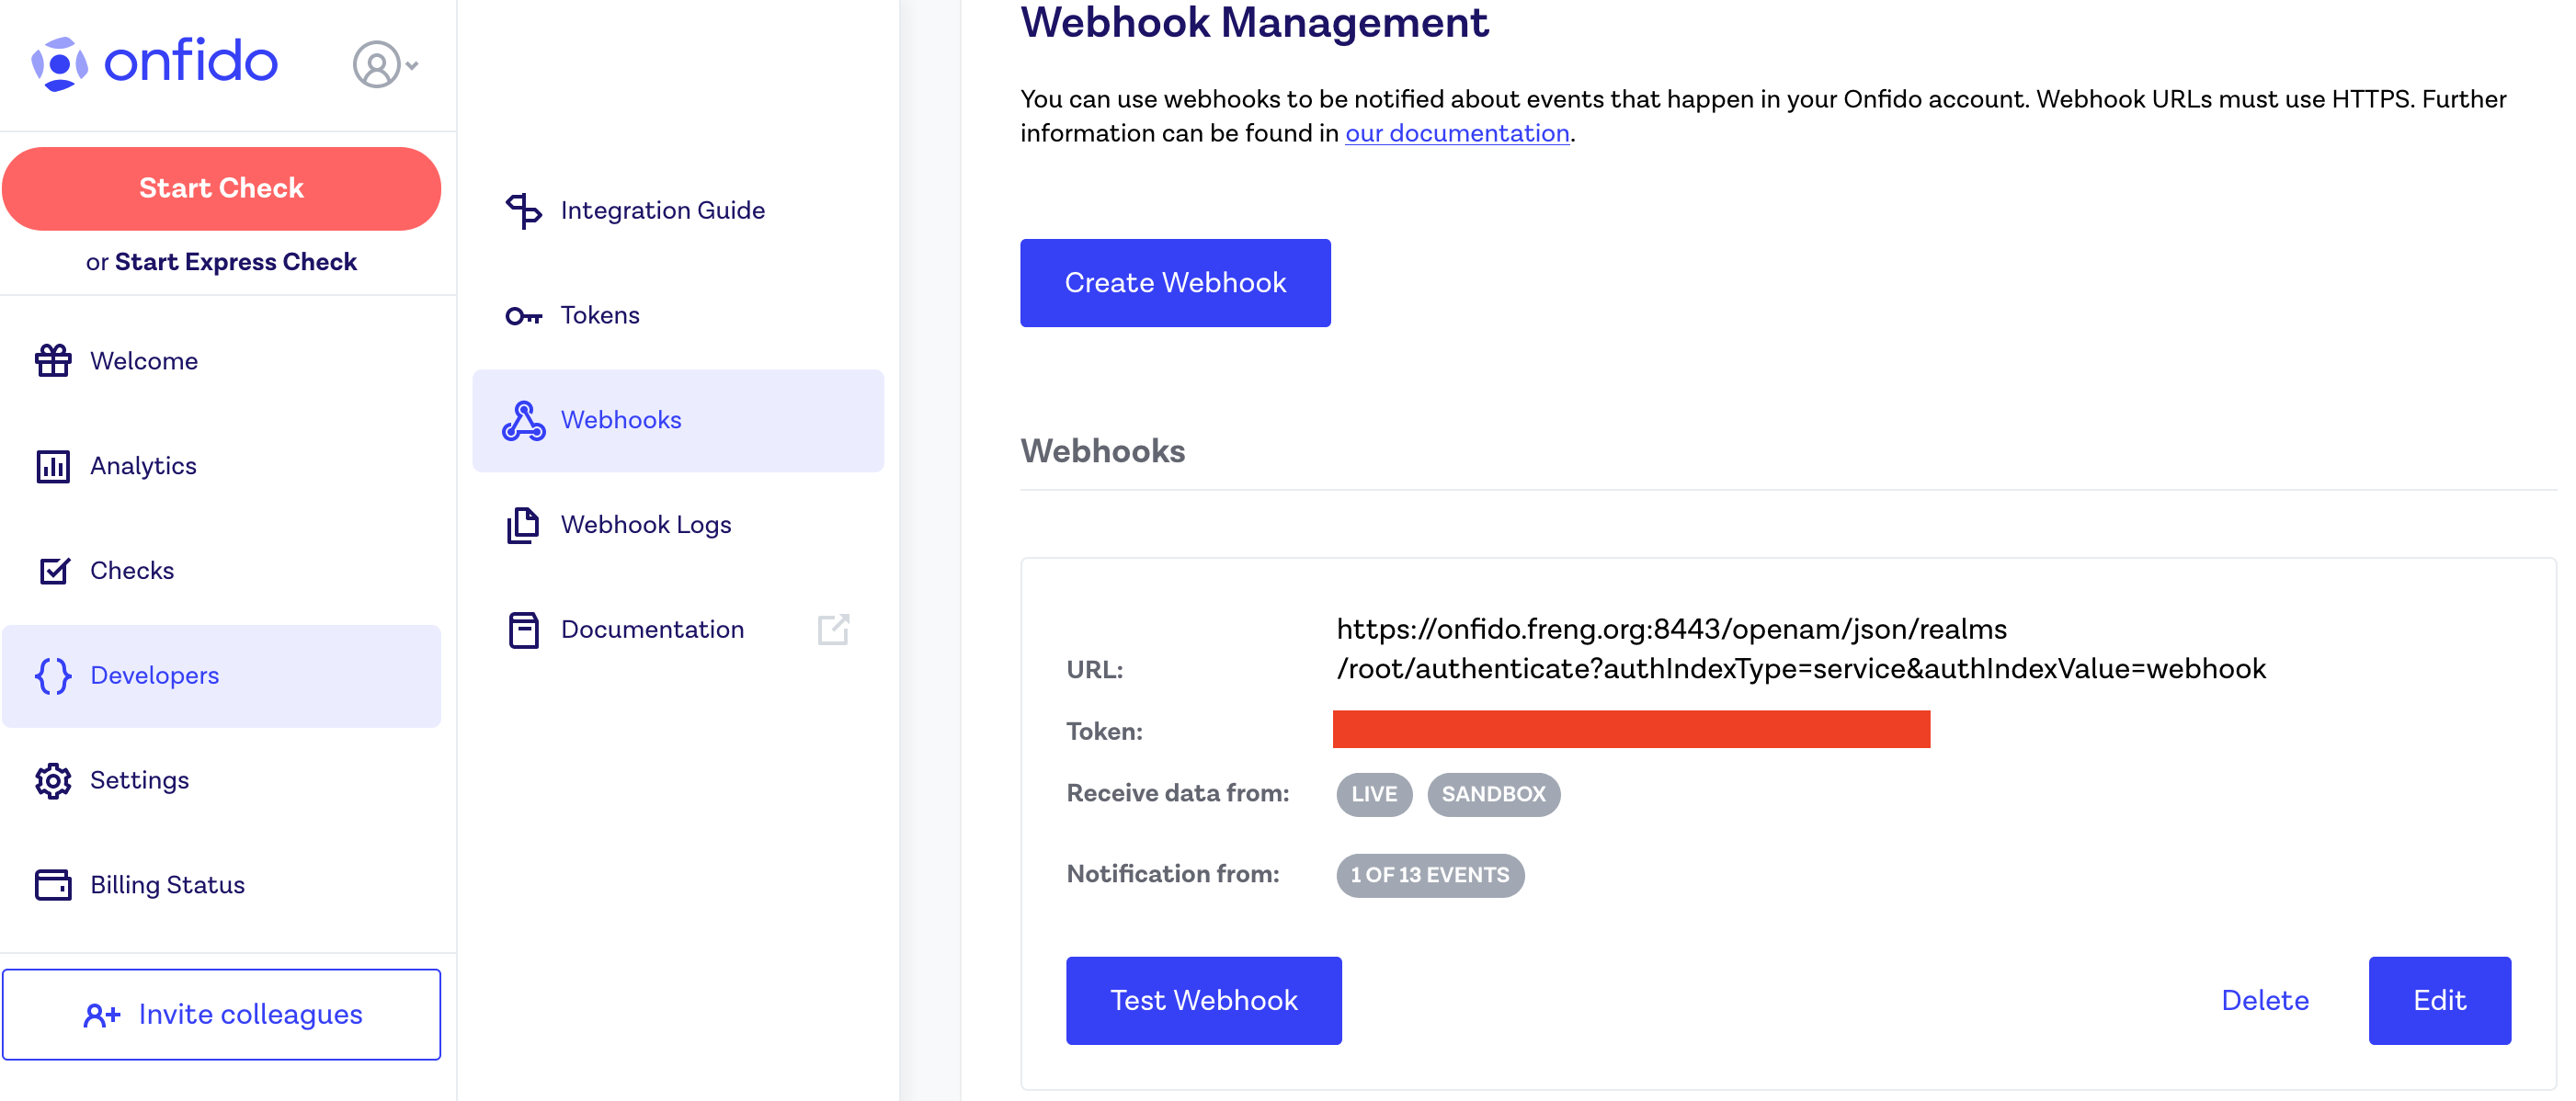 onfido
Start Check
or Start Express Check
Welcome
Analytics
Checks
Developers
Settings
Billing Status
Invite colleagues
Integration Guide
Tokens
Webhooks
Webhook Logs
Documentation
Webhook Management
You can use webhooks to be notified about events that happen in your Onfido account. Webhook URLs must use HTTPS. Further
information can be found in our documentation.
Create Webhook
Webhooks
https://onfido.freng.org:8443/openam/json/realms
URL: /root/authenticate?authIndexType=service&authIndexValue=webhook
Token:
Receive data from: LIVE SANDBOX
Notification from: 1 OF 13 EVENTS
Test Webhook Delete Edit